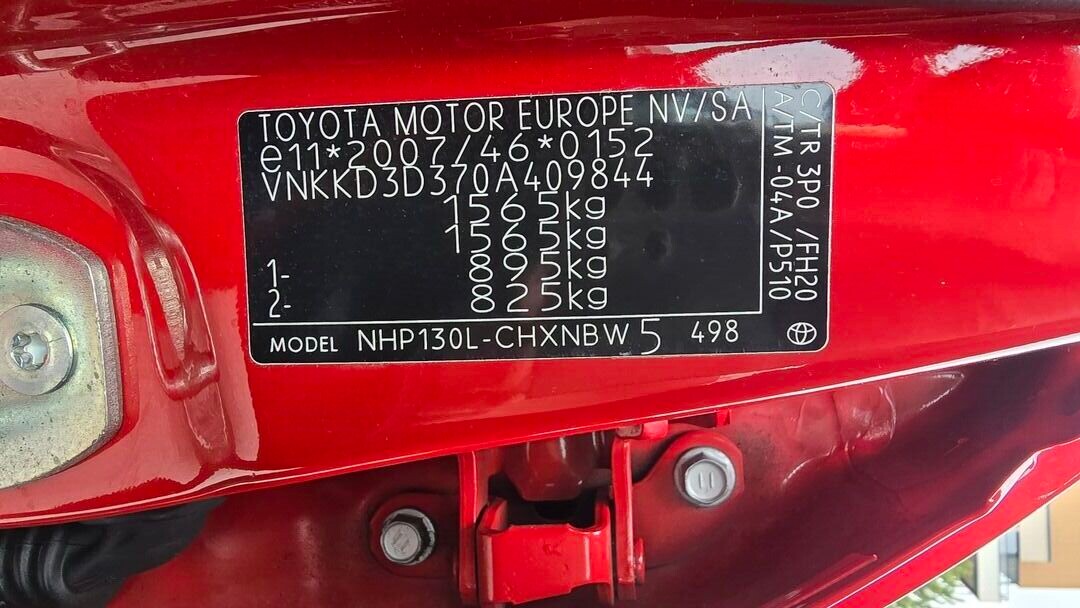 TOYOTA MOTOR EUROPE NV/SA
e11*2007/46*0152
VNKKD3D370A409844
1565kg
1565kg
1- 895kg
2- 825kg
MODEL NHP130L-CHXNBW 5 498
C/TR 3P0 /FH20
A/TM -04A/P510